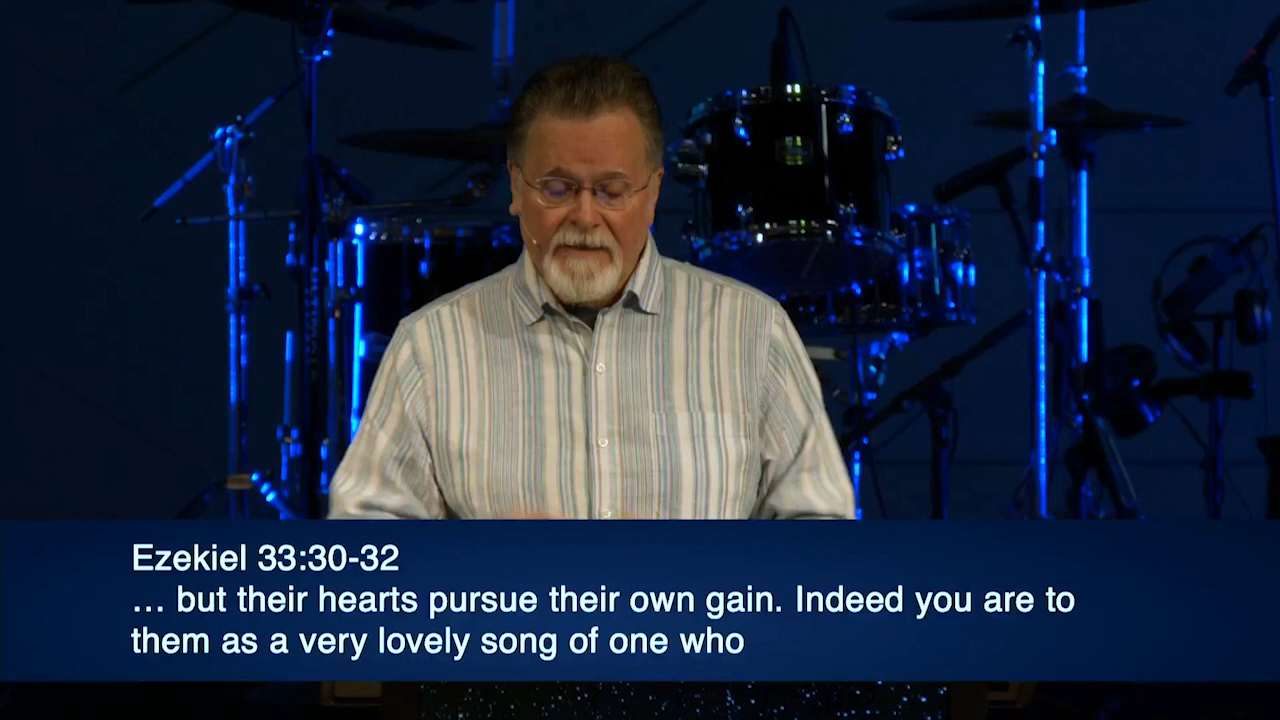 Ezekiel 33:30-32
… but their hearts pursue their own gain. Indeed you are to
them as a very lovely song of one who